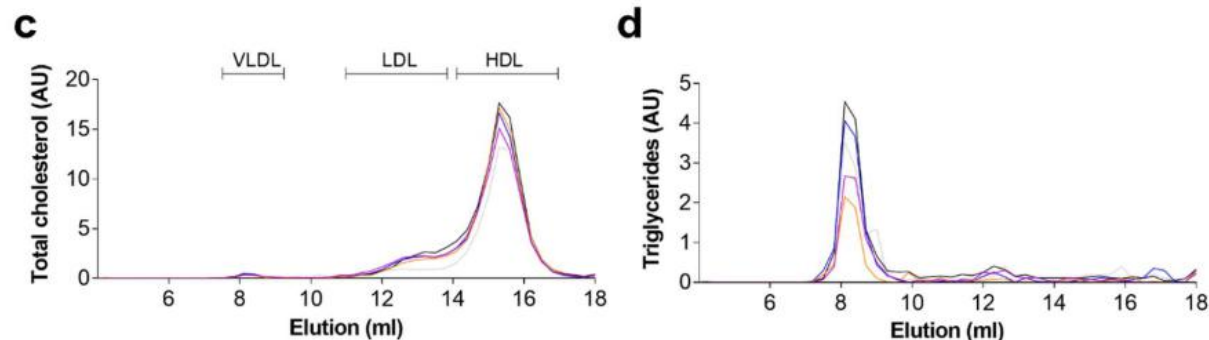 c
VLDL LDL HDL
Total cholesterol (AU)
20
15
10
5
0
6 8 10 12 14 16 18
Elution (ml)
d
Triglycerides (AU)
5
4
3
2
1
0
6 8 10 12 14 16 18
Elution (ml)